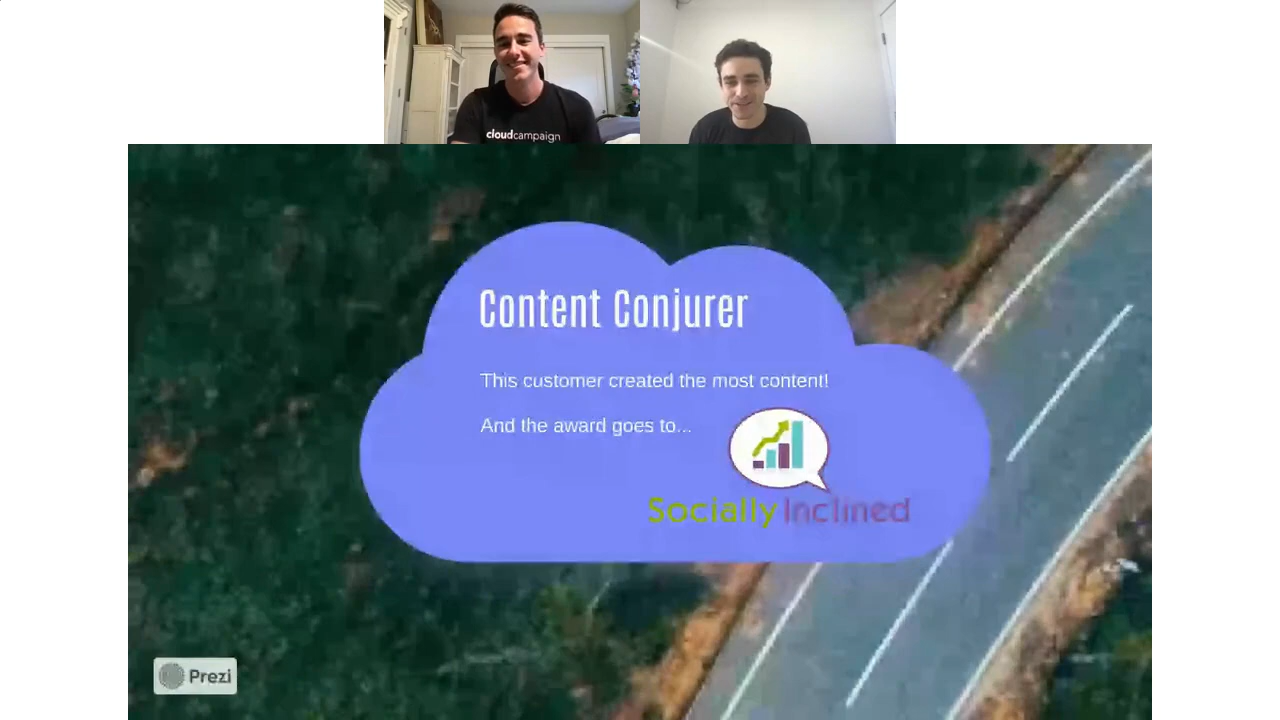 cloudcampaign
Content Conjurer
This customer created the most content!
And the award goes to...
Socially Inclined
Prezi